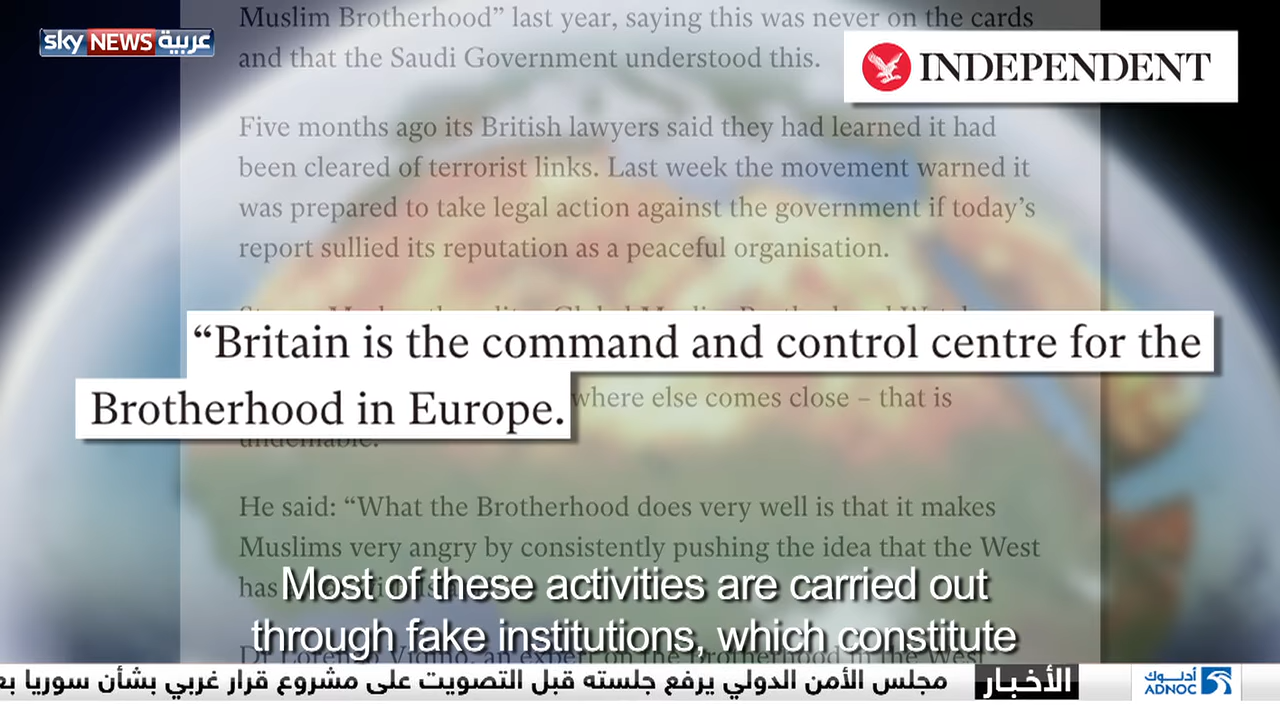 sky NEWS عربية
INDEPENDENT
Muslim Brotherhood” last year, saying this was never on the cards
and that the Saudi Government understood this.
Five months ago its British lawyers said they had learned it had
been cleared of terrorist links. Last week the movement warned it
was prepared to take legal action against the government if today’s
report sullied its reputation as a peaceful organisation.
“Britain is the command and control centre for the
Brotherhood in Europe.
where else comes close – that is
undeniable.
He said: “What the Brotherhood does very well is that it makes
Muslims very angry by consistently pushing the idea that the West
has
Most of these activities are carried out
through fake institutions, which constitute
مجلس الأمن الدولي يرفع جلسته قبل التصويت على مشروع قرار غربي بشأن سوريا
الأخبار
أدنوك
ADNOC